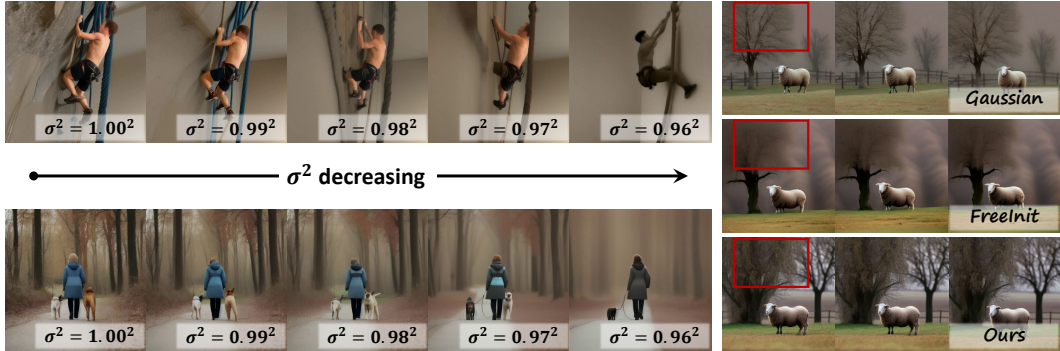 σ² = 1.00² σ² = 0.99² σ² = 0.98² σ² = 0.97² σ² = 0.96²
σ² decreasing
σ² = 1.00² σ² = 0.99² σ² = 0.98² σ² = 0.97² σ² = 0.96²
Gaussian
FreeInit
Ours